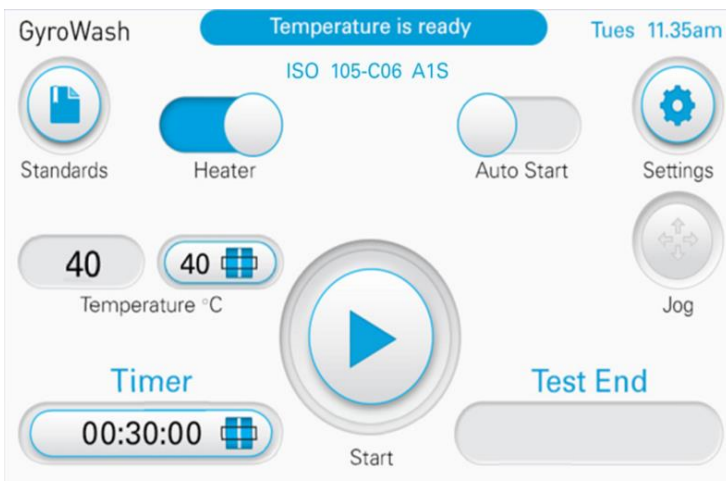 GyroWash
Temperature is ready
Tues 11.35am
ISO 105-C06 A1S
Standards
Heater
Auto Start
Settings
40
40
Temperature °C
Jog
Timer
Test End
00:30:00
Start